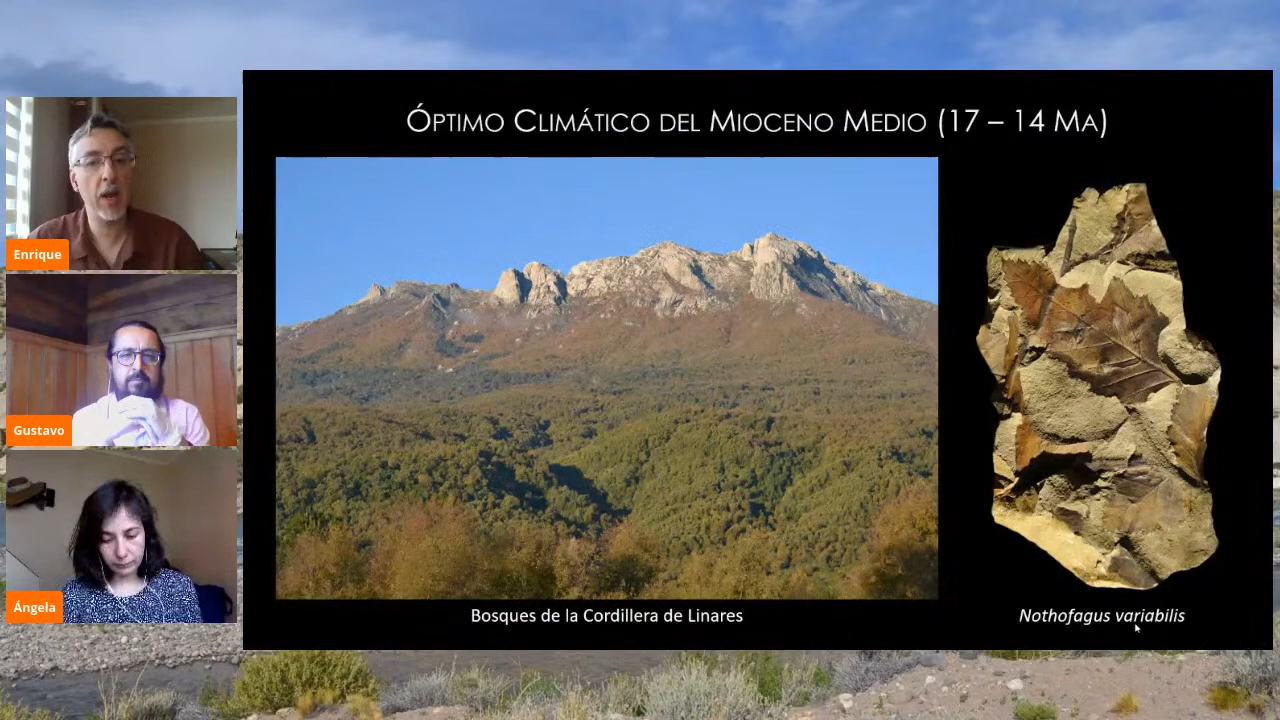 ÓPTIMO CLIMÁTICO DEL MIOCENO MEDIO (17 – 14 MA)
Enrique
Gustavo
Ángela
Bosques de la Cordillera de Linares
Nothofagus variabilis